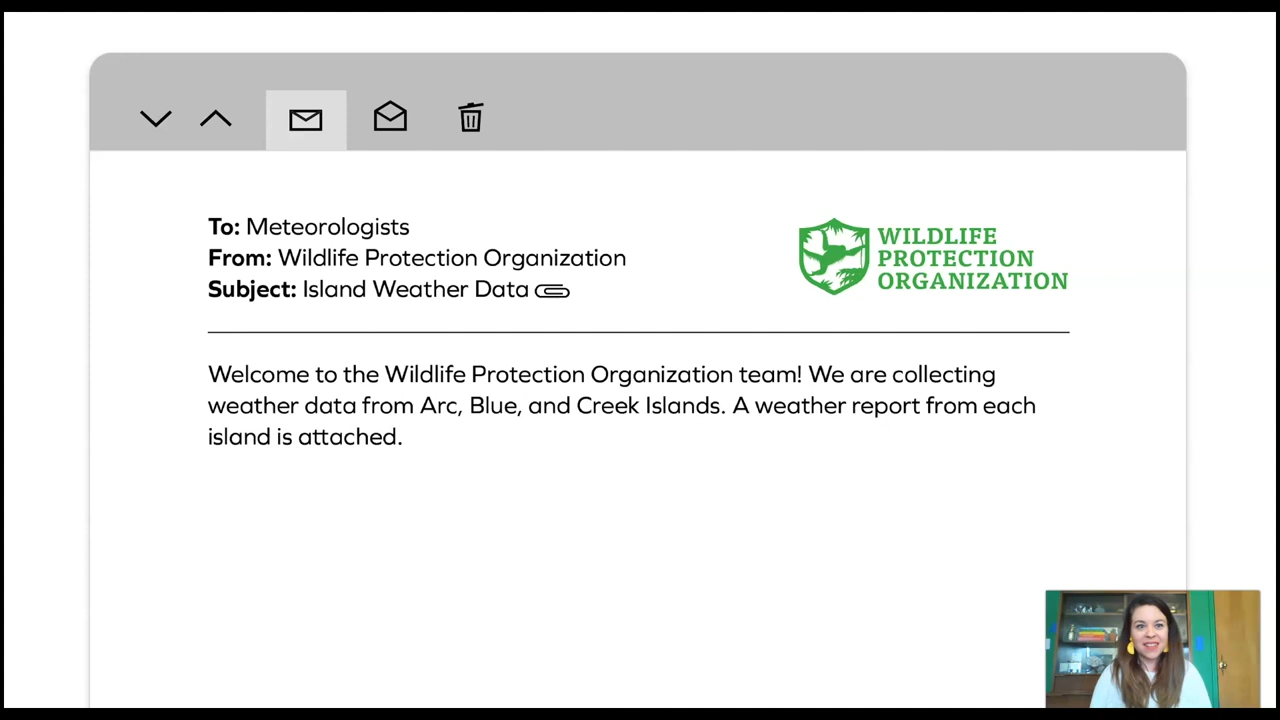 To: Meteorologists
From: Wildlife Protection Organization
Subject: Island Weather Data
WILDLIFE
PROTECTION
ORGANIZATION
Welcome to the Wildlife Protection Organization team! We are collecting
weather data from Arc, Blue, and Creek Islands. A weather report from each
island is attached.